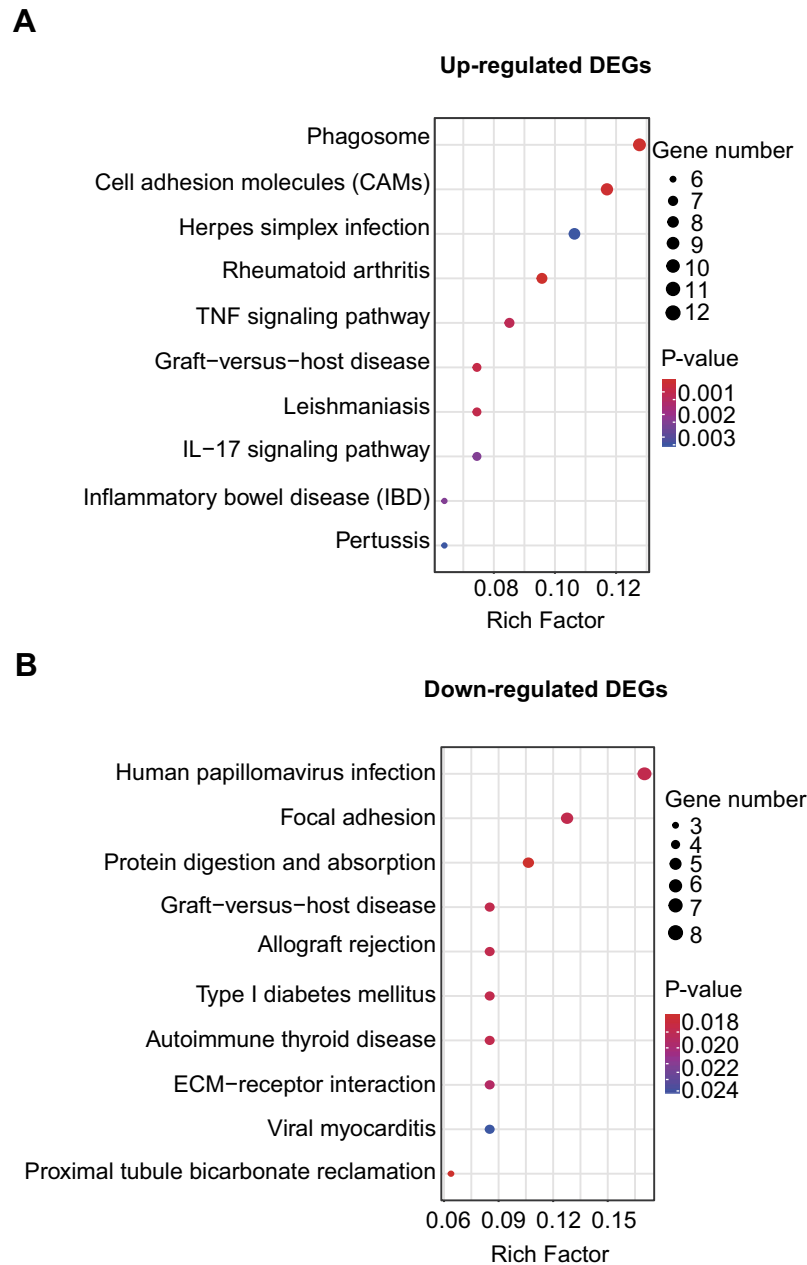 A
Up-regulated DEGs
Phagosome
Cell adhesion molecules (CAMs)
Herpes simplex infection
Rheumatoid arthritis
TNF signaling pathway
Graft−versus−host disease
Leishmaniasis
IL−17 signaling pathway
Inflammatory bowel disease (IBD)
Pertussis
0.08 0.10 0.12
Rich Factor
Gene number
6
7
8
9
10
11
12
P-value
0.001
0.002
0.003
B
Down-regulated DEGs
Human papillomavirus infection
Focal adhesion
Protein digestion and absorption
Graft−versus−host disease
Allograft rejection
Type I diabetes mellitus
Autoimmune thyroid disease
ECM−receptor interaction
Viral myocarditis
Proximal tubule bicarbonate reclamation
0.06 0.09 0.12 0.15
Rich Factor
Gene number
3
4
5
6
7
8
P-value
0.018
0.020
0.022
0.024